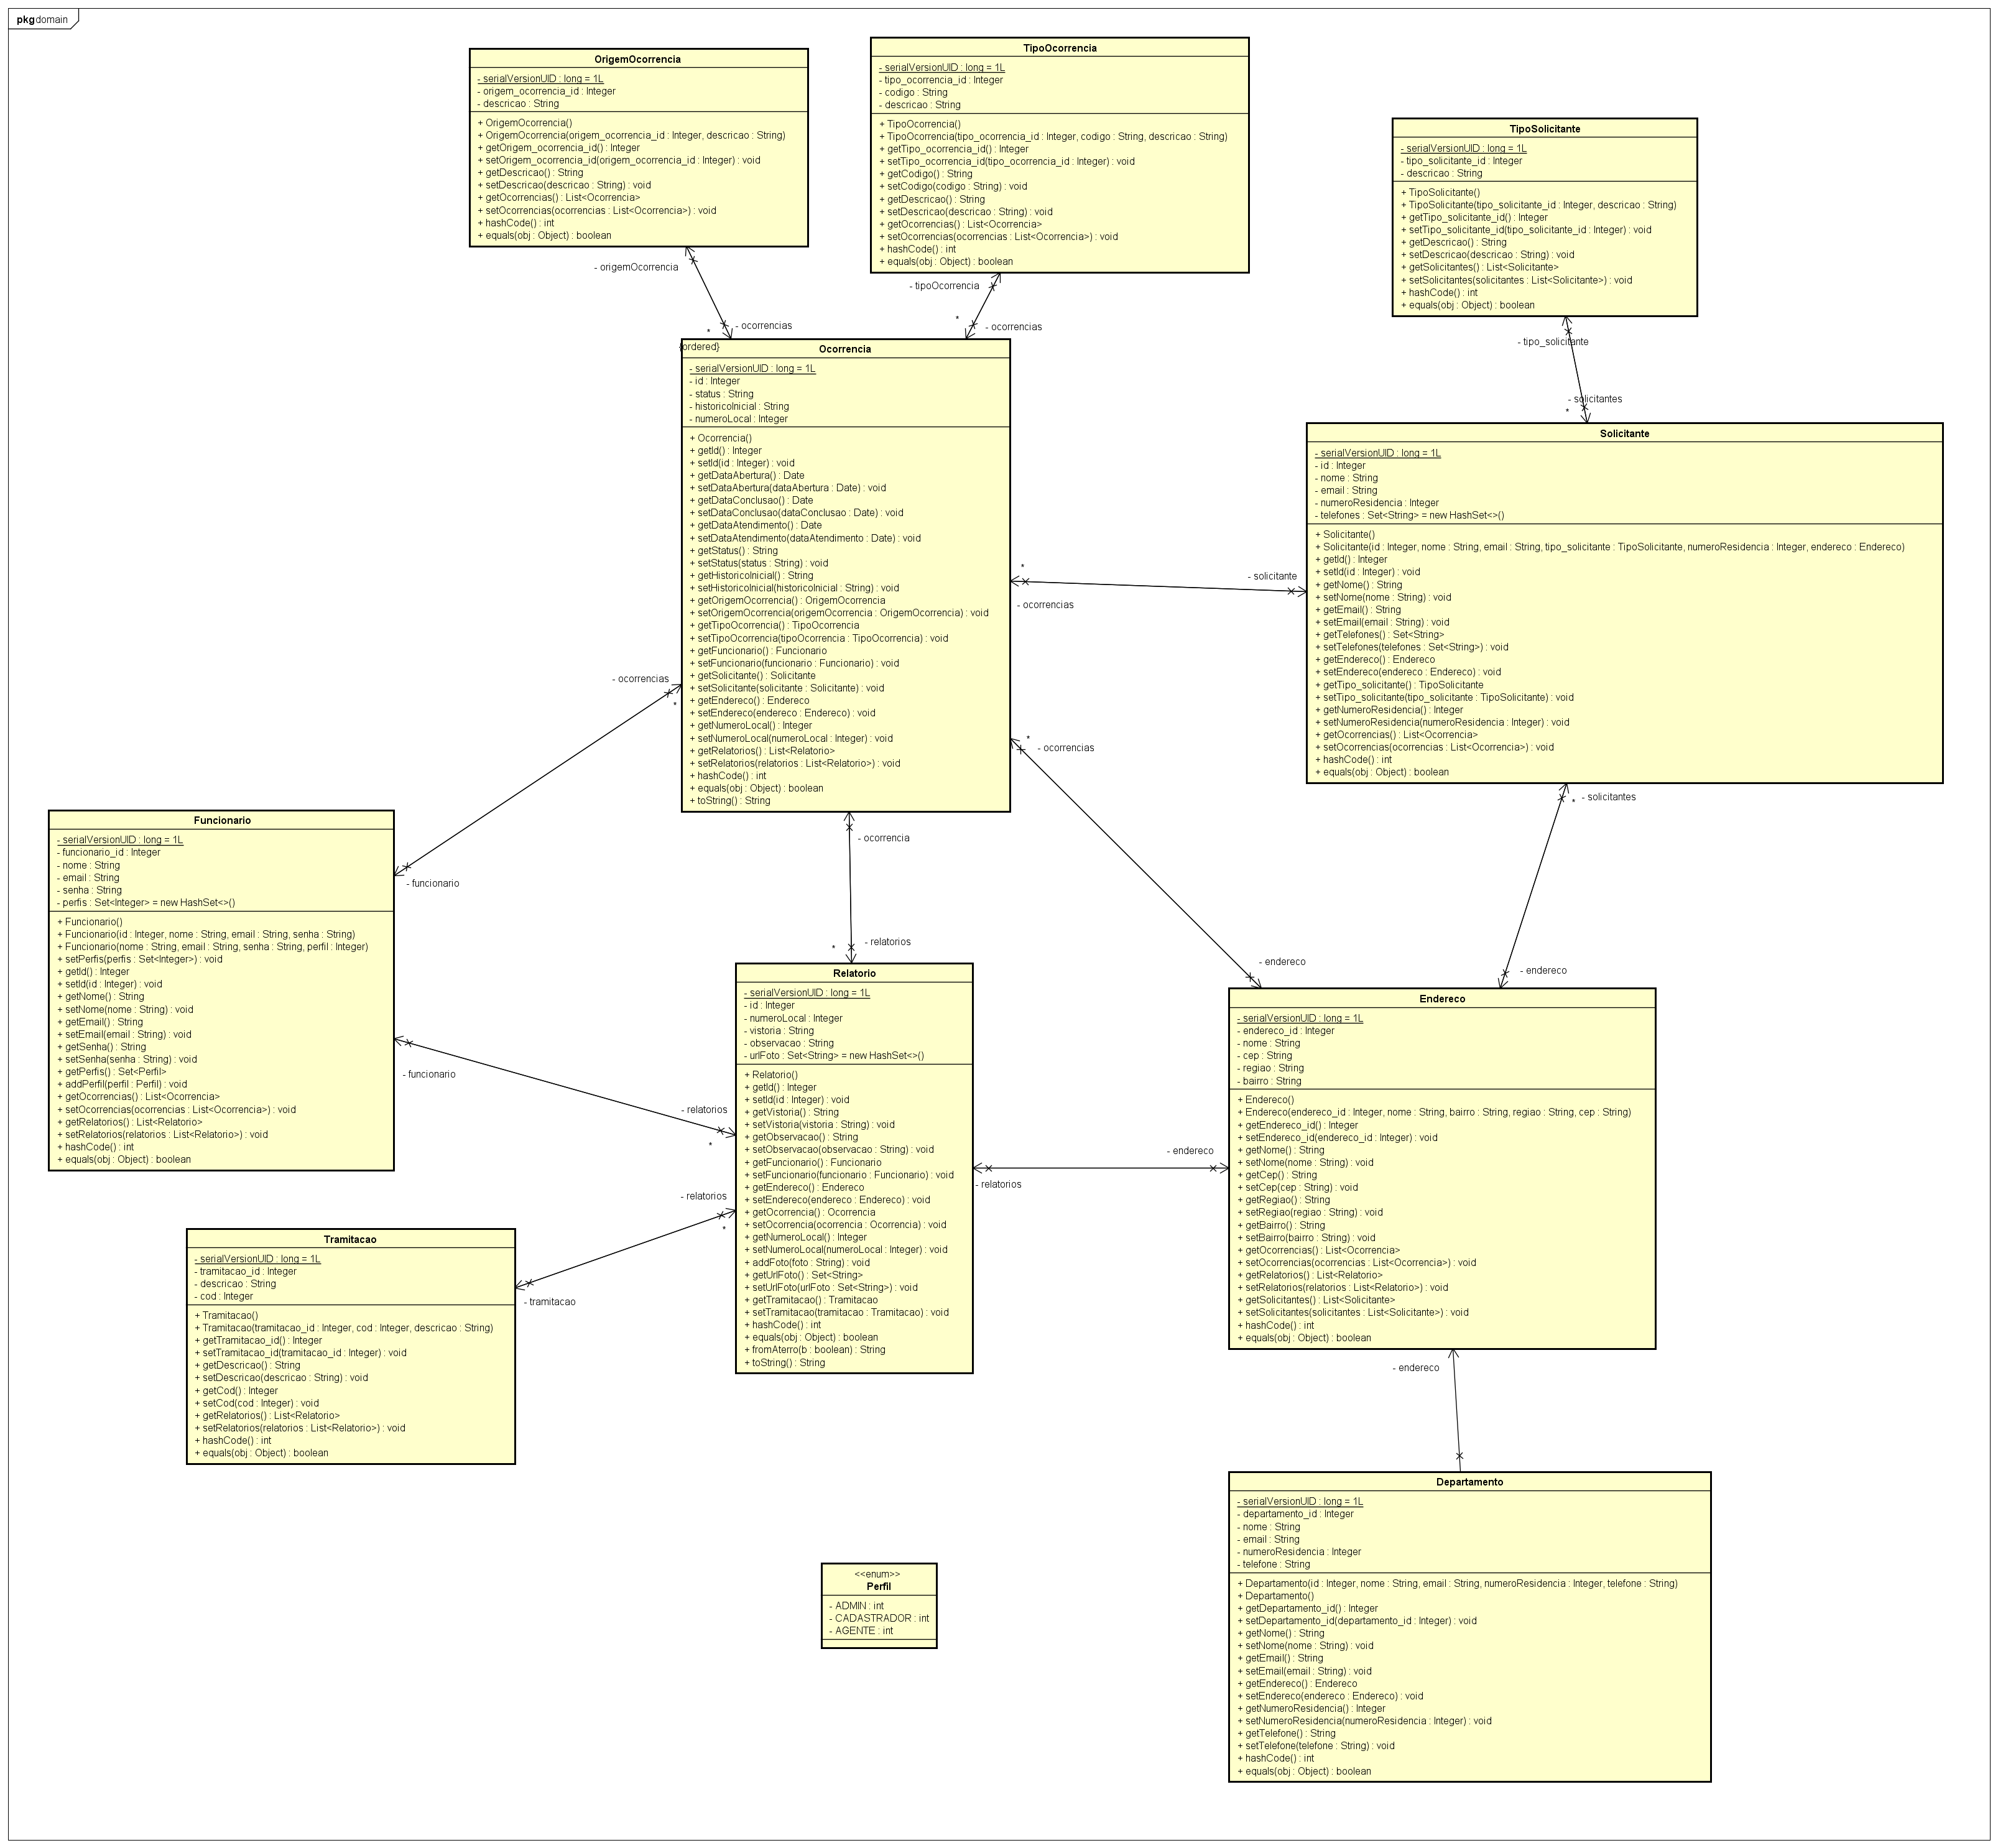 pkg domain
OrigemOcorrencia
- serialVersionUID : long = 1L
- origem_ocorrencia_id : Integer
- descricao : String
+ OrigemOcorrencia()
+ OrigemOcorrencia(origem_ocorrencia_id : Integer, descricao : String)
+ getOrigem_ocorrencia_id() : Integer
+ setOrigem_ocorrencia_id(origem_ocorrencia_id : Integer) : void
+ getDescricao() : String
+ setDescricao(descricao : String) : void
+ getOcorrencias() : List<Ocorrencia>
+ setOcorrencias(ocorrencias : List<Ocorrencia>) : void
+ hashCode() : int
+ equals(obj : Object) : boolean
TipoOcorrencia
- serialVersionUID : long = 1L
- tipo_ocorrencia_id : Integer
- codigo : String
- descricao : String
+ TipoOcorrencia()
+ TipoOcorrencia(tipo_ocorrencia_id : Integer, codigo : String, descricao : String)
+ getTipo_ocorrencia_id() : Integer
+ setTipo_ocorrencia_id(tipo_ocorrencia_id : Integer) : void
+ getCodigo() : String
+ setCodigo(codigo : String) : void
+ getDescricao() : String
+ setDescricao(descricao : String) : void
+ getOcorrencias() : List<Ocorrencia>
+ setOcorrencias(ocorrencias : List<Ocorrencia>) : void
+ hashCode() : int
+ equals(obj : Object) : boolean
TipoSolicitante
- serialVersionUID : long = 1L
- tipo_solicitante_id : Integer
- descricao : String
+ TipoSolicitante()
+ TipoSolicitante(tipo_solicitante_id : Integer, descricao : String)
+ getTipo_solicitante_id() : Integer
+ setTipo_solicitante_id(tipo_solicitante_id : Integer) : void
+ getDescricao() : String
+ setDescricao(descricao : String) : void
+ getSolicitantes() : List<Solicitante>
+ setSolicitantes(solicitantes : List<Solicitante>) : void
+ hashCode() : int
+ equals(obj : Object) : boolean
- origemOcorrencia
- tipoOcorrencia
* - ocorrencias
* - ocorrencias
- tipo_solicitante
- solicitantes
*
{ordered}
Ocorrencia
- serialVersionUID : long = 1L
- id : Integer
- status : String
- historicoInicial : String
- numeroLocal : Integer
+ Ocorrencia()
+ getId() : Integer
+ setId(id : Integer) : void
+ getDataAbertura() : Date
+ setDataAbertura(dataAbertura : Date) : void
+ getDataConclusao() : Date
+ setDataConclusao(dataConclusao : Date) : void
+ getDataAtendimento() : Date
+ setDataAtendimento(dataAtendimento : Date) : void
+ getStatus() : String
+ setStatus(status : String) : void
+ getHistoricoInicial() : String
+ setHistoricoInicial(historicoInicial : String) : void
+ getOrigemOcorrencia() : OrigemOcorrencia
+ setOrigemOcorrencia(origemOcorrencia : OrigemOcorrencia) : void
+ getTipoOcorrencia() : TipoOcorrencia
+ setTipoOcorrencia(tipoOcorrencia : TipoOcorrencia) : void
+ getFuncionario() : Funcionario
+ setFuncionario(funcionario : Funcionario) : void
+ getSolicitante() : Solicitante
+ setSolicitante(solicitante : Solicitante) : void
+ getEndereco() : Endereco
+ setEndereco(endereco : Endereco) : void
+ getNumeroLocal() : Integer
+ setNumeroLocal(numeroLocal : Integer) : void
+ getRelatorios() : List<Relatorio>
+ setRelatorios(relatorios : List<Relatorio>) : void
+ hashCode() : int
+ equals(obj : Object) : boolean
+ toString() : String
Solicitante
- serialVersionUID : long = 1L
- id : Integer
- nome : String
- email : String
- numeroResidencia : Integer
- telefones : Set<String> = new HashSet<>()
+ Solicitante()
+ Solicitante(id : Integer, nome : String, email : String, tipo_solicitante : TipoSolicitante, numeroResidencia : Integer, endereco : Endereco)
+ getId() : Integer
+ setId(id : Integer) : void
+ getNome() : String
+ setNome(nome : String) : void
+ getEmail() : String
+ setEmail(email : String) : void
+ getTelefones() : Set<String>
+ setTelefones(telefones : Set<String>) : void
+ getEndereco() : Endereco
+ setEndereco(endereco : Endereco) : void
+ getTipo_solicitante() : TipoSolicitante
+ setTipo_solicitante(tipo_solicitante : TipoSolicitante) : void
+ getNumeroResidencia() : Integer
+ setNumeroResidencia(numeroResidencia : Integer) : void
+ getOcorrencias() : List<Ocorrencia>
+ setOcorrencias(ocorrencias : List<Ocorrencia>) : void
+ hashCode() : int
+ equals(obj : Object) : boolean
*
- solicitante
- ocorrencias
- ocorrencias
*
* - ocorrencias
* - solicitantes
- funcionario
- ocorrencia
* - relatorios
- endereco
- endereco
Funcionario
- serialVersionUID : long = 1L
- funcionario_id : Integer
- nome : String
- email : String
- senha : String
- perfis : Set<Integer> = new HashSet<>()
+ Funcionario()
+ Funcionario(id : Integer, nome : String, email : String, senha : String)
+ Funcionario(nome : String, email : String, senha : String, perfil : Integer)
+ setPerfis(perfis : Set<Integer>) : void
+ getId() : Integer
+ setId(id : Integer) : void
+ getNome() : String
+ setNome(nome : String) : void
+ getEmail() : String
+ setEmail(email : String) : void
+ getSenha() : String
+ setSenha(senha : String) : void
+ getPerfis() : Set<Perfil>
+ addPerfil(perfil : Perfil) : void
+ getOcorrencias() : List<Ocorrencia>
+ setOcorrencias(ocorrencias : List<Ocorrencia>) : void
+ getRelatorios() : List<Relatorio>
+ setRelatorios(relatorios : List<Relatorio>) : void
+ hashCode() : int
+ equals(obj : Object) : boolean
- funcionario
- relatorios
*
Relatorio
- serialVersionUID : long = 1L
- id : Integer
- numeroLocal : Integer
- vistoria : String
- observacao : String
- urlFoto : Set<String> = new HashSet<>()
+ Relatorio()
+ getId() : Integer
+ setId(id : Integer) : void
+ getVistoria() : String
+ setVistoria(vistoria : String) : void
+ getObservacao() : String
+ setObservacao(observacao : String) : void
+ getFuncionario() : Funcionario
+ setFuncionario(funcionario : Funcionario) : void
+ getEndereco() : Endereco
+ setEndereco(endereco : Endereco) : void
+ getOcorrencia() : Ocorrencia
+ setOcorrencia(ocorrencia : Ocorrencia) : void
+ getNumeroLocal() : Integer
+ setNumeroLocal(numeroLocal : Integer) : void
+ addFoto(foto : String) : void
+ getUrlFoto() : Set<String>
+ setUrlFoto(urlFoto : Set<String>) : void
+ getTramitacao() : Tramitacao
+ setTramitacao(tramitacao : Tramitacao) : void
+ hashCode() : int
+ equals(obj : Object) : boolean
+ fromAterro(b : boolean) : String
+ toString() : String
- endereco
- relatorios
Endereco
- serialVersionUID : long = 1L
- endereco_id : Integer
- nome : String
- cep : String
- regiao : String
- bairro : String
+ Endereco()
+ Endereco(endereco_id : Integer, nome : String, bairro : String, regiao : String, cep : String)
+ getEndereco_id() : Integer
+ setEndereco_id(endereco_id : Integer) : void
+ getNome() : String
+ setNome(nome : String) : void
+ getCep() : String
+ setCep(cep : String) : void
+ getRegiao() : String
+ setRegiao(regiao : String) : void
+ getBairro() : String
+ setBairro(bairro : String) : void
+ getOcorrencias() : List<Ocorrencia>
+ setOcorrencias(ocorrencias : List<Ocorrencia>) : void
+ getRelatorios() : List<Relatorio>
+ setRelatorios(relatorios : List<Relatorio>) : void
+ getSolicitantes() : List<Solicitante>
+ setSolicitantes(solicitantes : List<Solicitante>) : void
+ hashCode() : int
+ equals(obj : Object) : boolean
- relatorios
*
- tramitacao
Tramitacao
- serialVersionUID : long = 1L
- tramitacao_id : Integer
- descricao : String
- cod : Integer
+ Tramitacao()
+ Tramitacao(tramitacao_id : Integer, cod : Integer, descricao : String)
+ getTramitacao_id() : Integer
+ setTramitacao_id(tramitacao_id : Integer) : void
+ getDescricao() : String
+ setDescricao(descricao : String) : void
+ getCod() : Integer
+ setCod(cod : Integer) : void
+ getRelatorios() : List<Relatorio>
+ setRelatorios(relatorios : List<Relatorio>) : void
+ hashCode() : int
+ equals(obj : Object) : boolean
- endereco
Departamento
- serialVersionUID : long = 1L
- departamento_id : Integer
- nome : String
- email : String
- numeroResidencia : Integer
- telefone : String
+ Departamento(id : Integer, nome : String, email : String, numeroResidencia : Integer, telefone : String)
+ Departamento()
+ getDepartamento_id() : Integer
+ setDepartamento_id(departamento_id : Integer) : void
+ getNome() : String
+ setNome(nome : String) : void
+ getEmail() : String
+ setEmail(email : String) : void
+ getEndereco() : Endereco
+ setEndereco(endereco : Endereco) : void
+ getNumeroResidencia() : Integer
+ setNumeroResidencia(numeroResidencia : Integer) : void
+ getTelefone() : String
+ setTelefone(telefone : String) : void
+ hashCode() : int
+ equals(obj : Object) : boolean
<<enum>>
Perfil
- ADMIN : int
- CADASTRADOR : int
- AGENTE : int